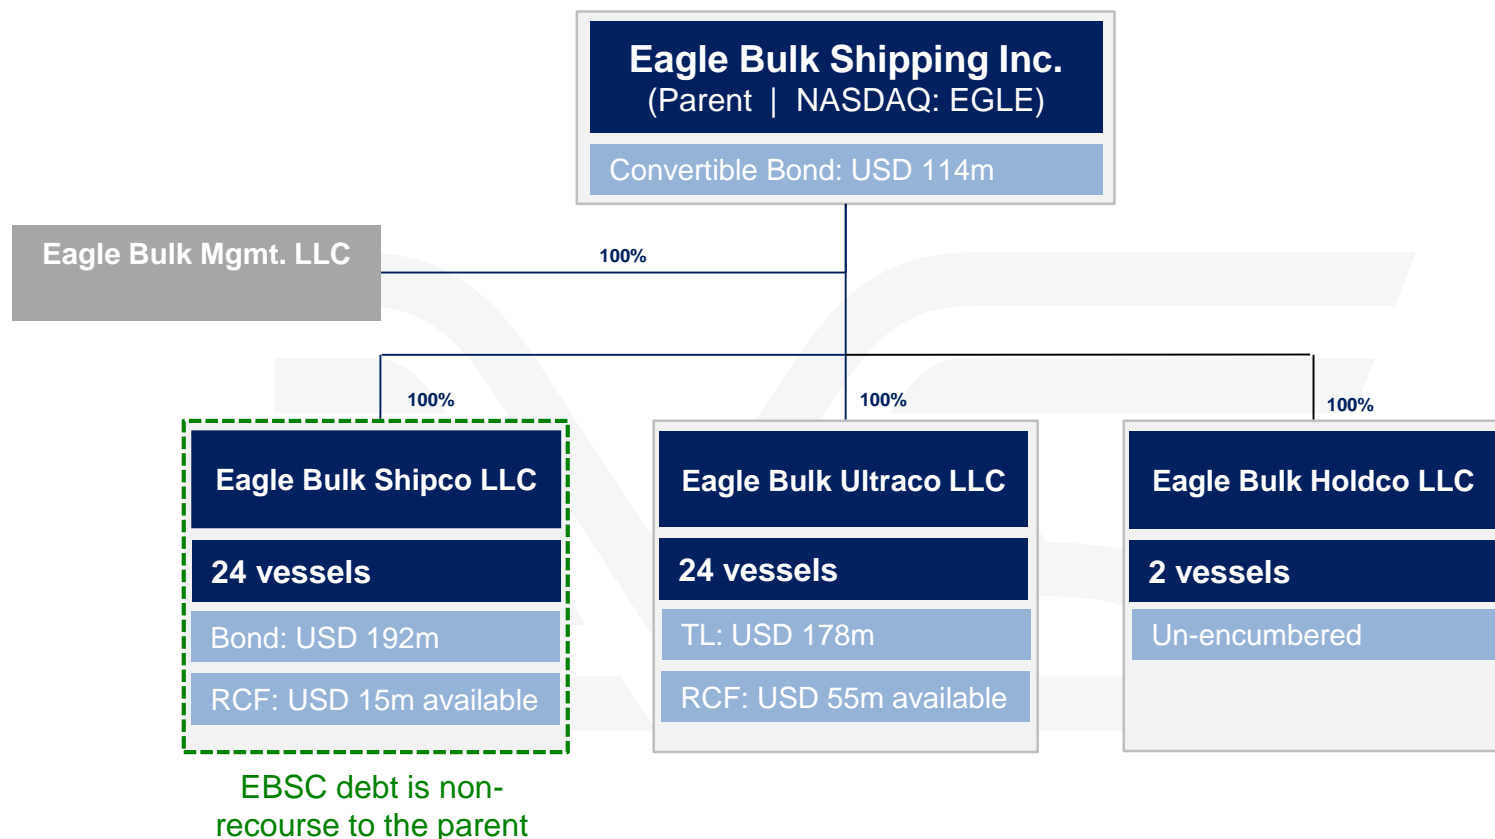 Eagle Bulk Shipping Inc.
(Parent | NASDAQ: EGLE)
Convertible Bond: USD 114m
Eagle Bulk Mgmt. LLC
100%
100%
100%
100%
Eagle Bulk Shipco LLC
24 vessels
Bond: USD 192m
RCF: USD 15m available
EBSC debt is non-
recourse to the parent
Eagle Bulk Ultraco LLC
24 vessels
TL: USD 178m
RCF: USD 55m available
Eagle Bulk Holdco LLC
2 vessels
Un-encumbered